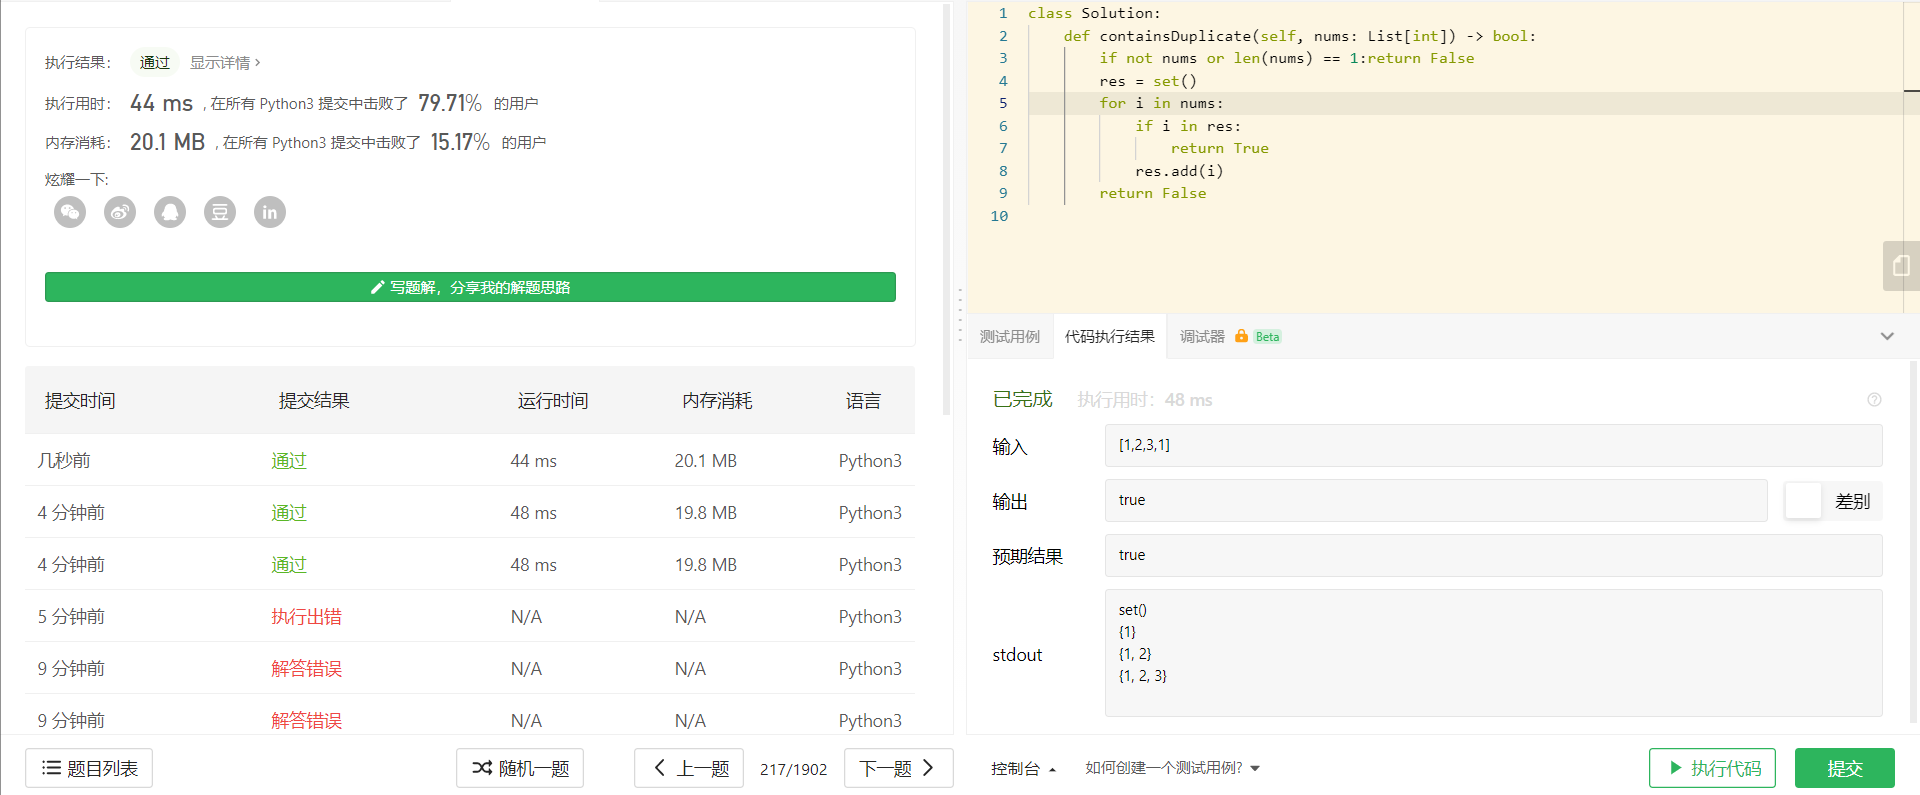 执行结果： 通过 显示详情 ›
执行用时： 44 ms , 在所有 Python3 提交中击败了 79.71% 的用户
内存消耗： 20.1 MB , 在所有 Python3 提交中击败了 15.17% 的用户
炫耀一下:
写题解，分享我的解题思路
提交时间 提交结果 运行时间 内存消耗 语言
几秒前 通过 44 ms 20.1 MB Python3
4 分钟前 通过 48 ms 19.8 MB Python3
4 分钟前 通过 48 ms 19.8 MB Python3
5 分钟前 执行出错 N/A N/A Python3
9 分钟前 解答错误 N/A N/A Python3
9 分钟前 解答错误 N/A N/A Python3
题目列表 随机一题 上一题 217/1902 下一题
1 class Solution:
2     def containsDuplicate(self, nums: List[int]) -> bool:
3         if not nums or len(nums) == 1:return False
4         res = set()
5         for i in nums:
6             if i in res:
7                 return True
8             res.add(i)
9         return False
10
测试用例 代码执行结果 调试器 Beta
已完成 执行用时：48 ms
输入 [1,2,3,1]
输出 true 差别
预期结果 true
stdout
set()
{1}
{1, 2}
{1, 2, 3}
控制台 如何创建一个测试用例? 执行代码 提交